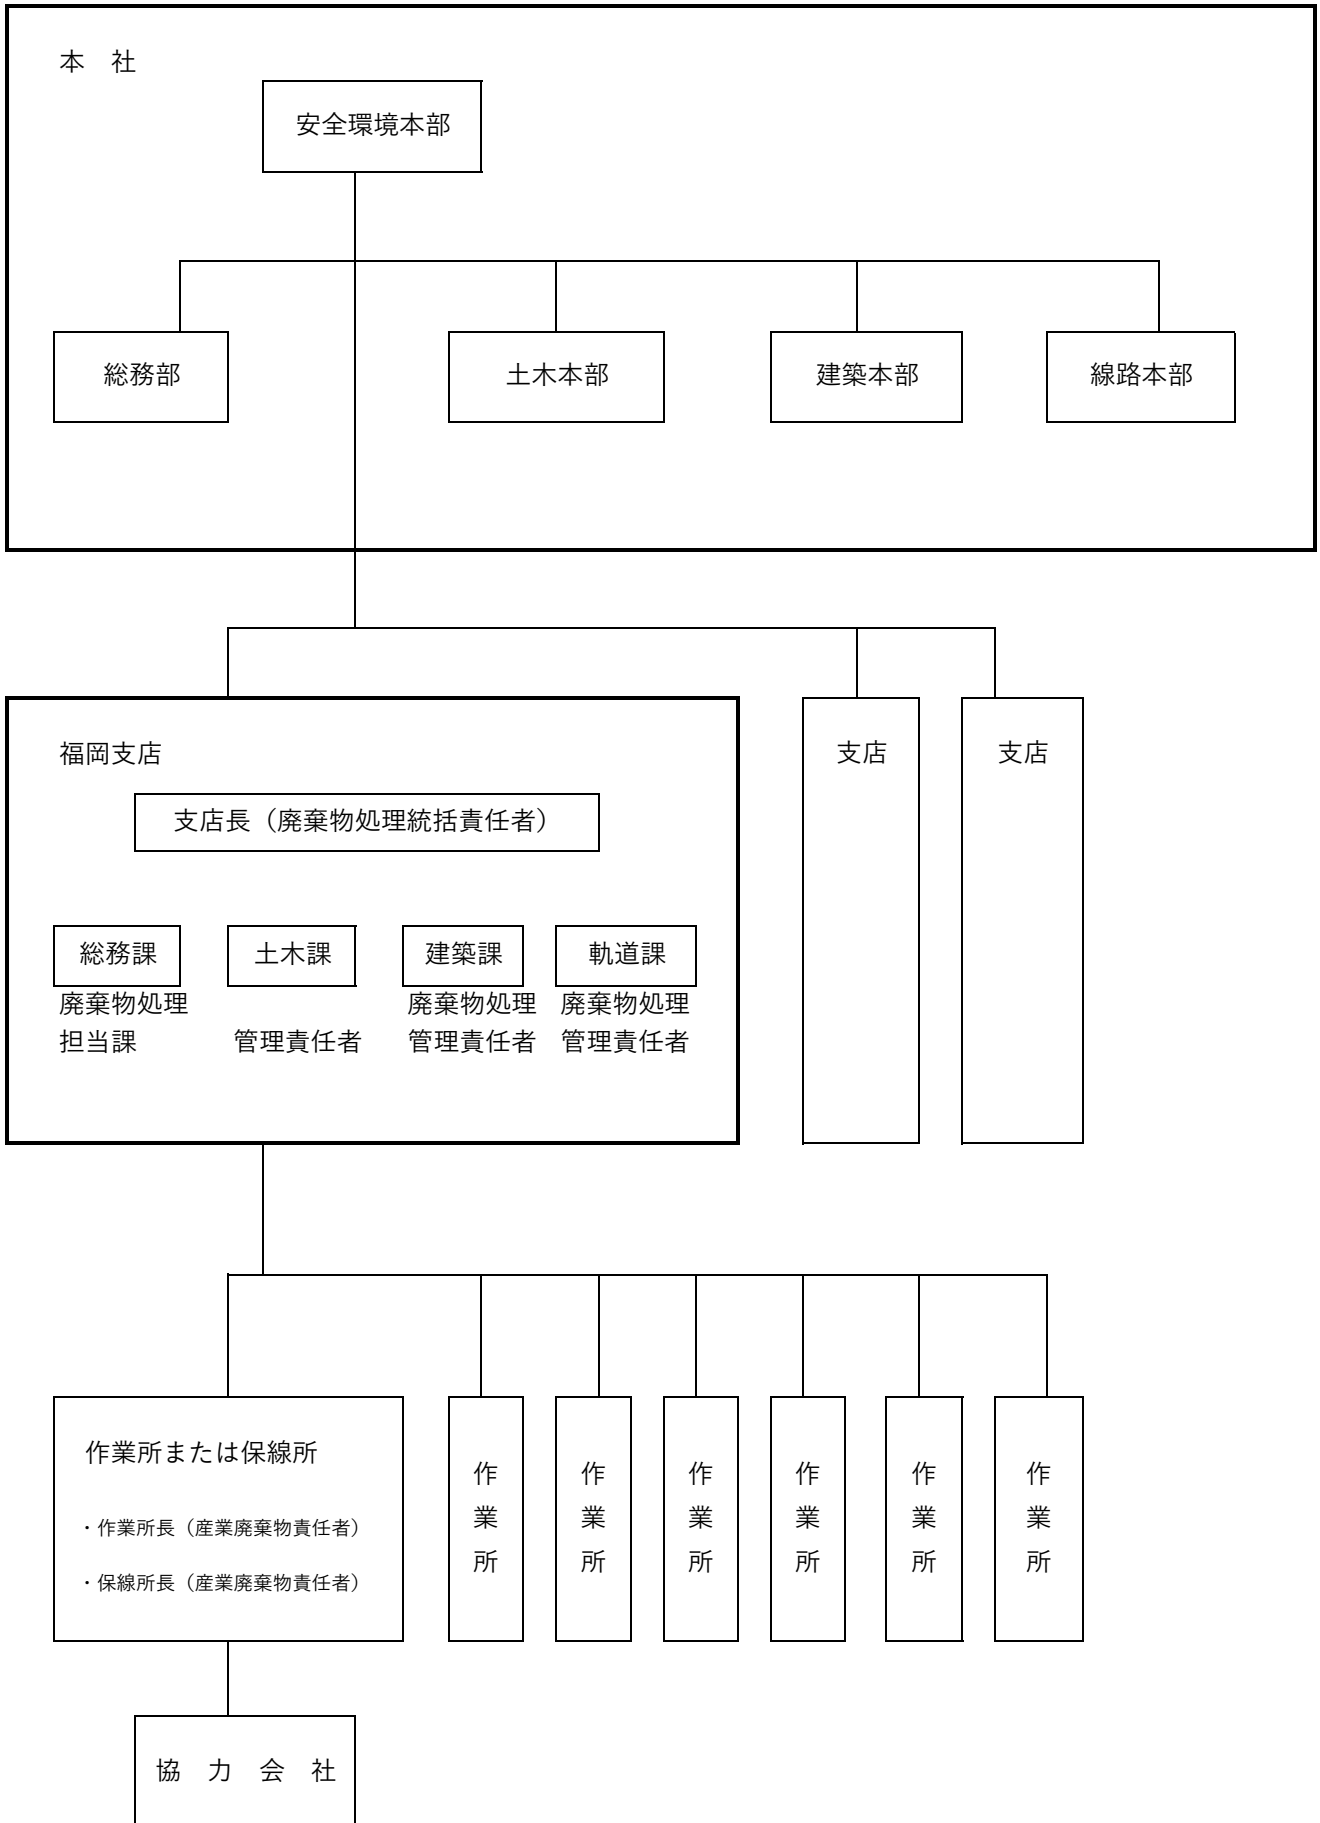 本　社
安全環境本部
総務部
土木本部
建築本部
線路本部
福岡支店
支店
支店
支店長（廃棄物処理統括責任者）
総務課
土木課
建築課
軌道課
廃棄物処理
廃棄物処理
廃棄物処理
担当課
管理責任者
管理責任者
管理責任者
作業所または保線所
・作業所長（産業廃棄物責任者）
・保線所長（産業廃棄物責任者）
作業所
作業所
作業所
作業所
作業所
作業所
協　力　会　社